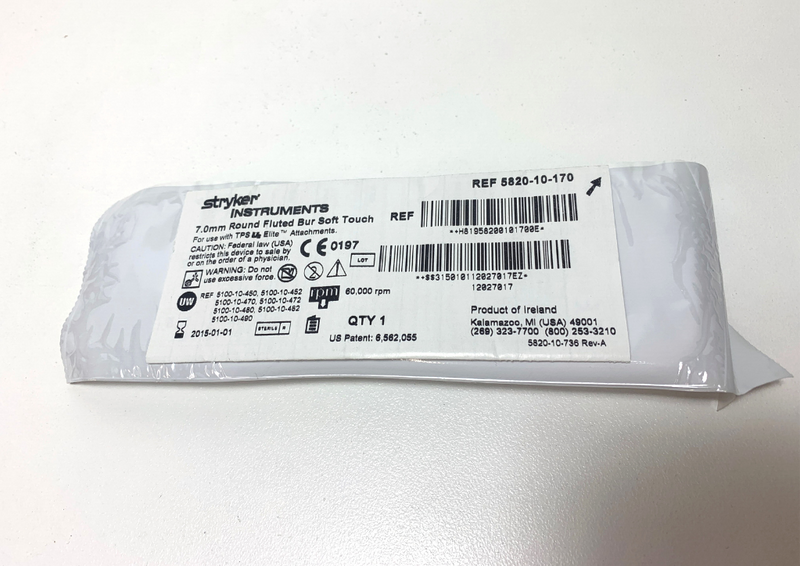 REF 5820-10-170
stryker®
INSTRUMENTS
7.0mm Round Fluted Bur Soft Touch
For use with TPS Elite™ Attachments.
CAUTION: Federal law (USA)
restricts this device to sale by
or on the order of a physician.
CE 0197
WARNING: Do not
use excessive force.
LOT
REF
**H81958200101700E*
**$$315010112027017EZ*
12027017
UW
REF 5100-10-450, 5100-10-452
5100-10-470, 5100-10-472
5100-10-480, 5100-10-482
5100-10-490
rpm
60,000 rpm
2015-01-01
STERILE R
QTY 1
US Patent: 6,562,055
Product of Ireland
Kalamazoo, MI (USA) 49001
(269) 323-7700 (800) 253-3210
5820-10-736 Rev-A